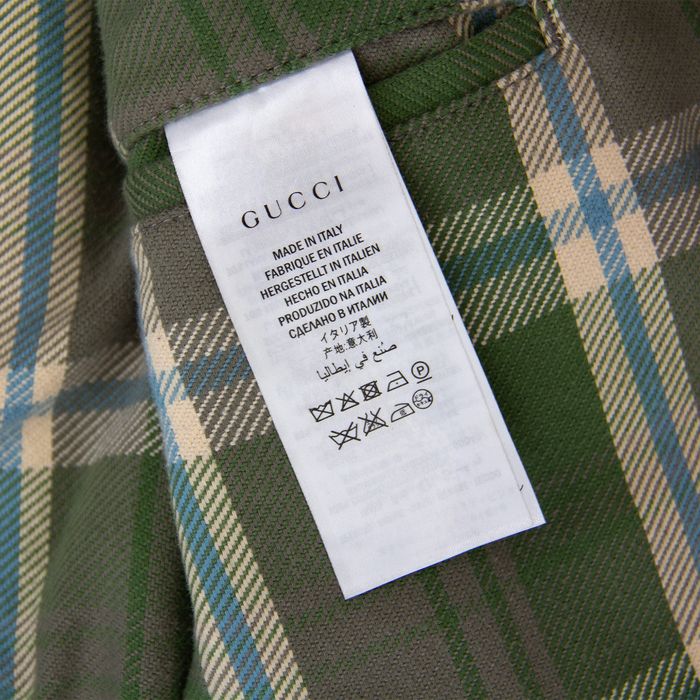 GUCCI
MADE IN ITALY
FABRIQUE EN ITALIE
HERGESTELLT IN ITALIEN
HECHO EN ITALIA
PRODUZIDO NA ITALIA
СДЕЛАНО В ИТАЛИИ
イタリア製
产地:意大利
صنع في إيطاليا